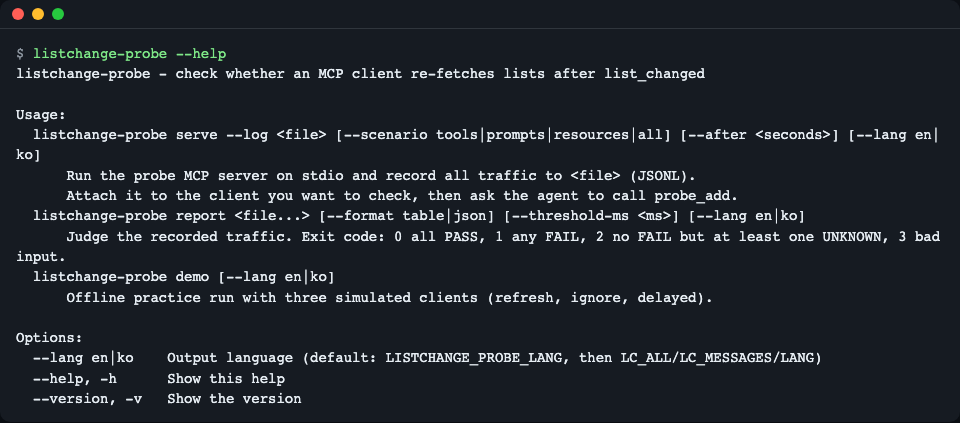 $ listchange-probe --help
listchange-probe - check whether an MCP client re-fetches lists after list_changed

Usage:
  listchange-probe serve --log <file> [--scenario tools|prompts|resources|all] [--after <seconds>] [--lang en|
ko]
      Run the probe MCP server on stdio and record all traffic to <file> (JSONL).
      Attach it to the client you want to check, then ask the agent to call probe_add.
  listchange-probe report <file...> [--format table|json] [--threshold-ms <ms>] [--lang en|ko]
      Judge the recorded traffic. Exit code: 0 all PASS, 1 any FAIL, 2 no FAIL but at least one UNKNOWN, 3 bad
input.
  listchange-probe demo [--lang en|ko]
      Offline practice run with three simulated clients (refresh, ignore, delayed).

Options:
  --lang en|ko    Output language (default: LISTCHANGE_PROBE_LANG, then LC_ALL/LC_MESSAGES/LANG)
  --help, -h      Show this help
  --version, -v   Show the version